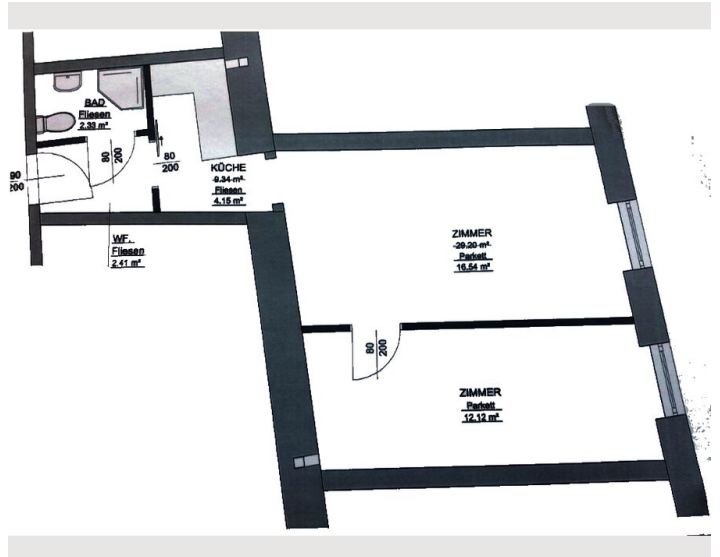 BAD
Fliesen
2.33 m²
90
200
80
200
80
200
KÜCHE
9.34 m²
Fliesen
4.15 m²
WF.
Fliesen
2.41 m²
ZIMMER
29.20 m²
Parkett
16.54 m²
80
200
ZIMMER
Parkett
12.12 m²